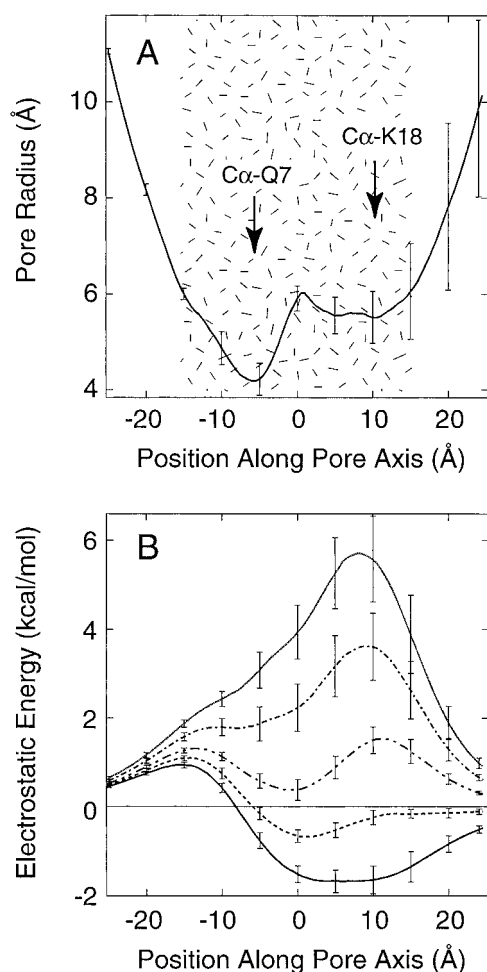 A
Pore Radius (Å)
10
8
6
4
Cα-Q7
Cα-K18
-20 -10 0 10 20
Position Along Pore Axis (Å)
B
Electrostatic Energy (kcal/mol)
6
4
2
0
-2
-20 -10 0 10 20
Position Along Pore Axis (Å)